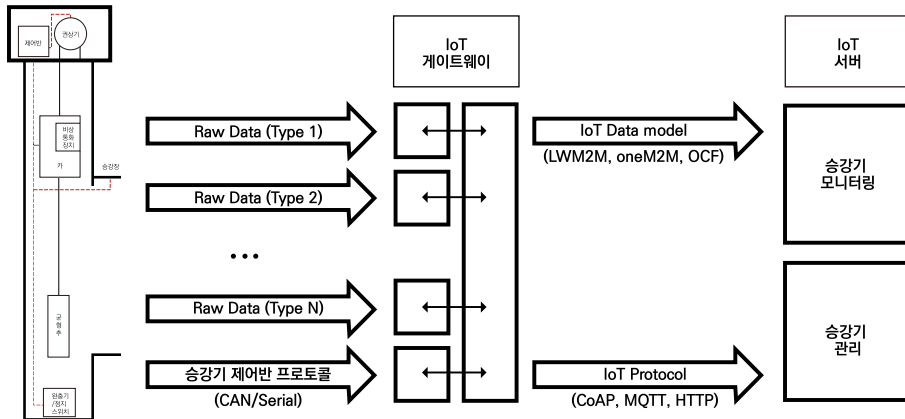 제어반
권상기
비상
통화
장치
카
승강장
균
형
추
완충기
/정지
스위치
IoT
게이트웨이
IoT
서버
Raw Data (Type 1)
Raw Data (Type 2)
...
Raw Data (Type N)
승강기 제어반 프로토콜
(CAN/Serial)
IoT Data model
(LWM2M, oneM2M, OCF)
IoT Protocol
(CoAP, MQTT, HTTP)
승강기
모니터링
승강기
관리